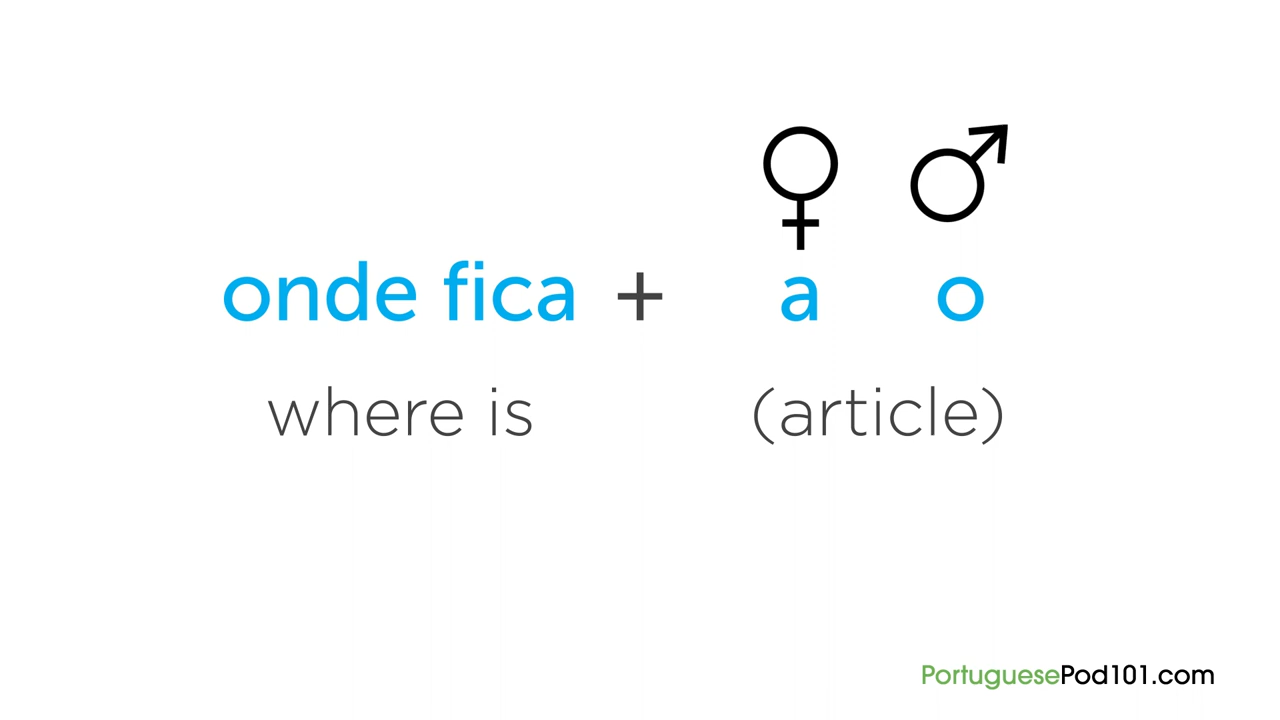 onde fica + a o
where is (article)
PortuguesePod101.com